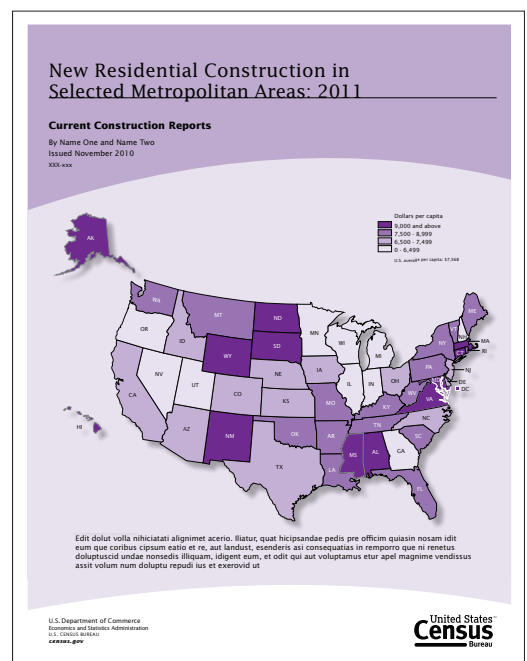 New Residential Construction in
Selected Metropolitan Areas: 2011
Current Construction Reports
By Name One and Name Two
Issued November 2010
XXX-xxx
Dollars per capita
9,000 and above
7,500 - 8,999
6,500 - 7,499
0 - 6,499
U.S. average per capita: $7,568
AK
ME
ND
MT
MN
VT
OR
ID
SD
WI
NY
MA
MI
CT
RI
WY
PA
NJ
IA
NE
OH
DE
NV
IL
IN
DC
UT
WV
CO
VA
CA
MO
KS
KY
NC
TN
HI
AZ
OK
AR
SC
NM
MS
AL
GA
TX
LA
FL
Edit dolut volla nihiciatati alignimet acerio. Iliatur, quat hicipsandae pedis pre officim quiasin nosam idit
eum que coribus cipsum eatio et re, aut landust, esenderis asi consequatias in remporro que ni renetus
doluptuscid undae nonsedis illiquam, idigent eum, et odit qui aut voluptamus etur apel magnime vendissus
assit volum num doluptu repudi ius et exerovid ut
U.S. Department of Commerce
Economics and Statistics Administration
U.S. CENSUS BUREAU
census.gov
United States™
Census
Bureau